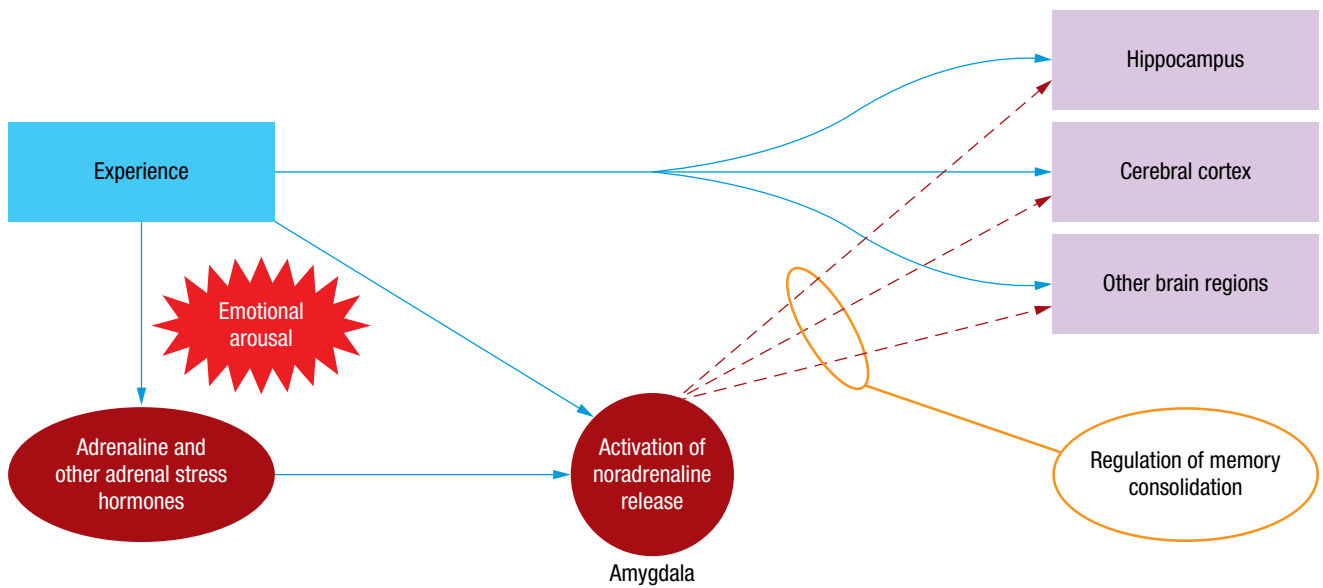 Hippocampus
Experience
Cerebral cortex
Other brain regions
Emotional
arousal
Adrenaline and
other adrenal stress
hormones
Activation of
noradrenaline
release
Amygdala
Regulation of memory
consolidation